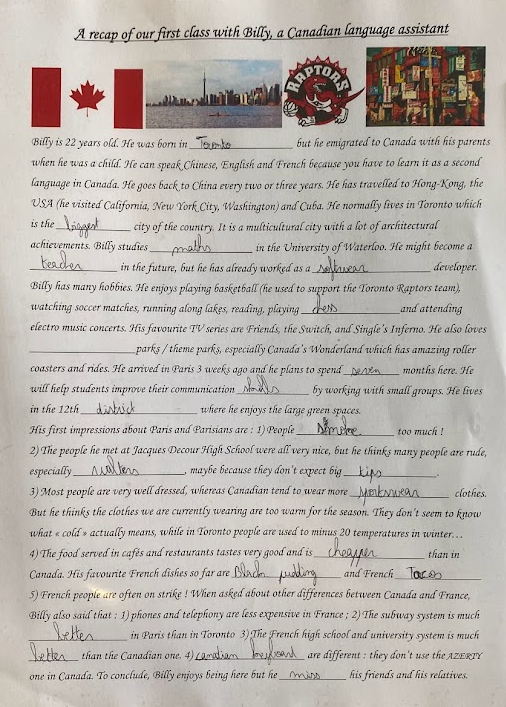 A recap of our first class with Billy, a Canadian language assistant
RAPTORS
Billy is 22 years old. He was born in Toronto but he emigrated to Canada with his parents
when he was a child. He can speak Chinese, English and French because you have to learn it as a second
language in Canada. He goes back to China every two or three years. He has travelled to Hong-Kong, the
USA (he visited California, New York City, Washington) and Cuba. He normally lives in Toronto which
is the biggest city of the country. It is a multicultural city with a lot of architectural
achievements. Billy studies maths in the University of Waterloo. He might become a
teacher in the future, but he has already worked as a softwear developer.
Billy has many hobbies. He enjoys playing basketball (he used to support the Toronto Raptors team),
watching soccer matches, running along lakes, reading, playing chess and attending
electro music concerts. His favourite TV series are Friends, the Switch, and Single's Inferno. He also loves
parks / theme parks, especially Canada's Wonderland which has amazing roller
coasters and rides. He arrived in Paris 3 weeks ago and he plans to spend seven months here. He
will help students improve their communication skills by working with small groups. He lives
in the 12th district where he enjoys the large green spaces.
His first impressions about Paris and Parisians are : 1) People smoke too much !
2) The people he met at Jacques Decour High School were all very nice, but he thinks many people are rude,
especially waiters, maybe because they don't expect big tips.
3) Most people are very well dressed, whereas Canadian tend to wear more sportswear clothes.
But he thinks the clothes we are currently wearing are too warm for the season. They don't seem to know
what « cold » actually means, while in Toronto people are used to minus 20 temperatures in winter…
4) The food served in cafés and restaurants tastes very good and is cheaper than in
Canada. His favourite French dishes so far are Black pudding and French Tacos
5) French people are often on strike ! When asked about other differences between Canada and France,
Billy also said that : 1) phones and telephony are less expensive in France ; 2) The subway system is much
better in Paris than in Toronto 3) The French high school and university system is much
better than the Canadian one. 4) canadian keyboard are different : they don't use the AZERTY
one in Canada. To conclude, Billy enjoys being here but he miss his friends and his relatives.